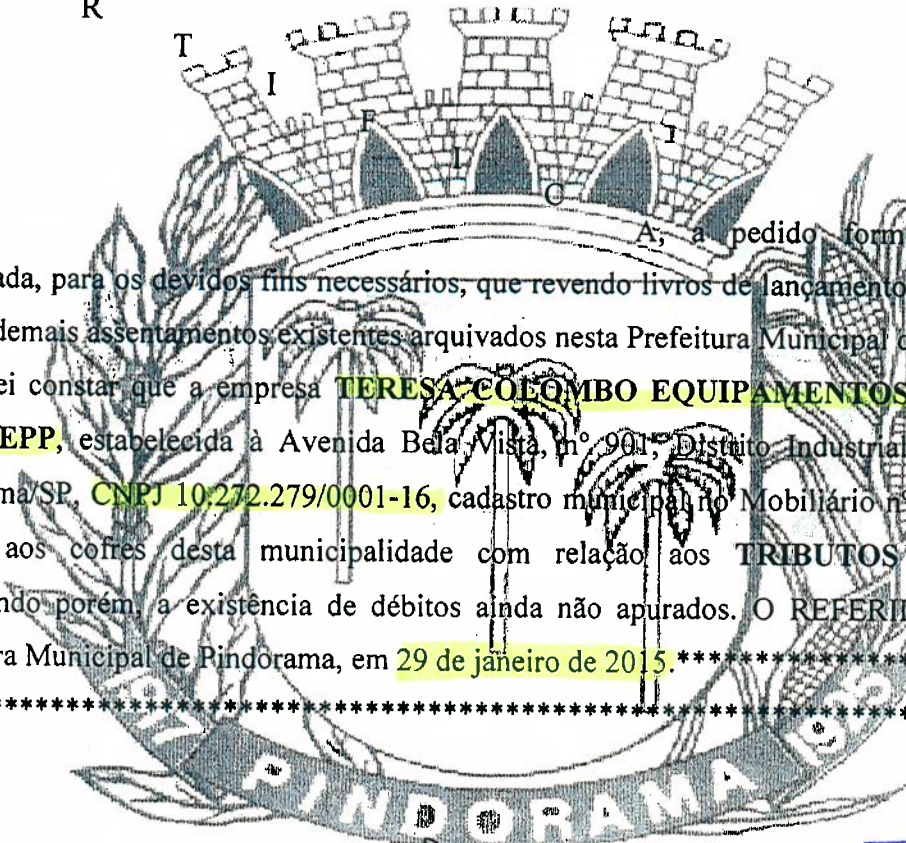 R
T
I
F
I
C
A, a pedido form
ada, para os devidos fins necessários, que revendo livros de lançamento
demais assentamentos existentes arquivados nesta Prefeitura Municipal d
ei constar que a empresa TERESA COLOMBO EQUIPAMENTOS
EPP, estabelecida à Avenida Bela Vista, nº 901, Distrito Industrial
ma/SP, CNPJ 10.272.279/0001-16, cadastro municipal no Mobiliário nº
aos cofres desta municipalidade com relação aos TRIBUTOS
ndo porém, a existência de débitos ainda não apurados. O REFERI
ra Municipal de Pindorama, em 29 de janeiro de 2015.****************
************************************************************
1917 PINDORAMA 1935